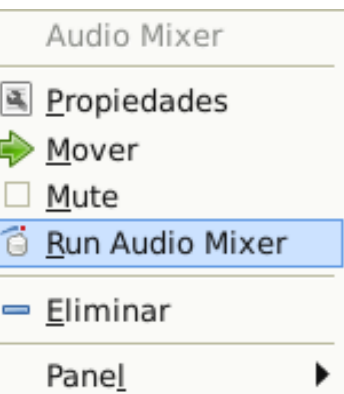 Audio Mixer
Propiedades
Mover
Mute
Run Audio Mixer
Eliminar
Panel